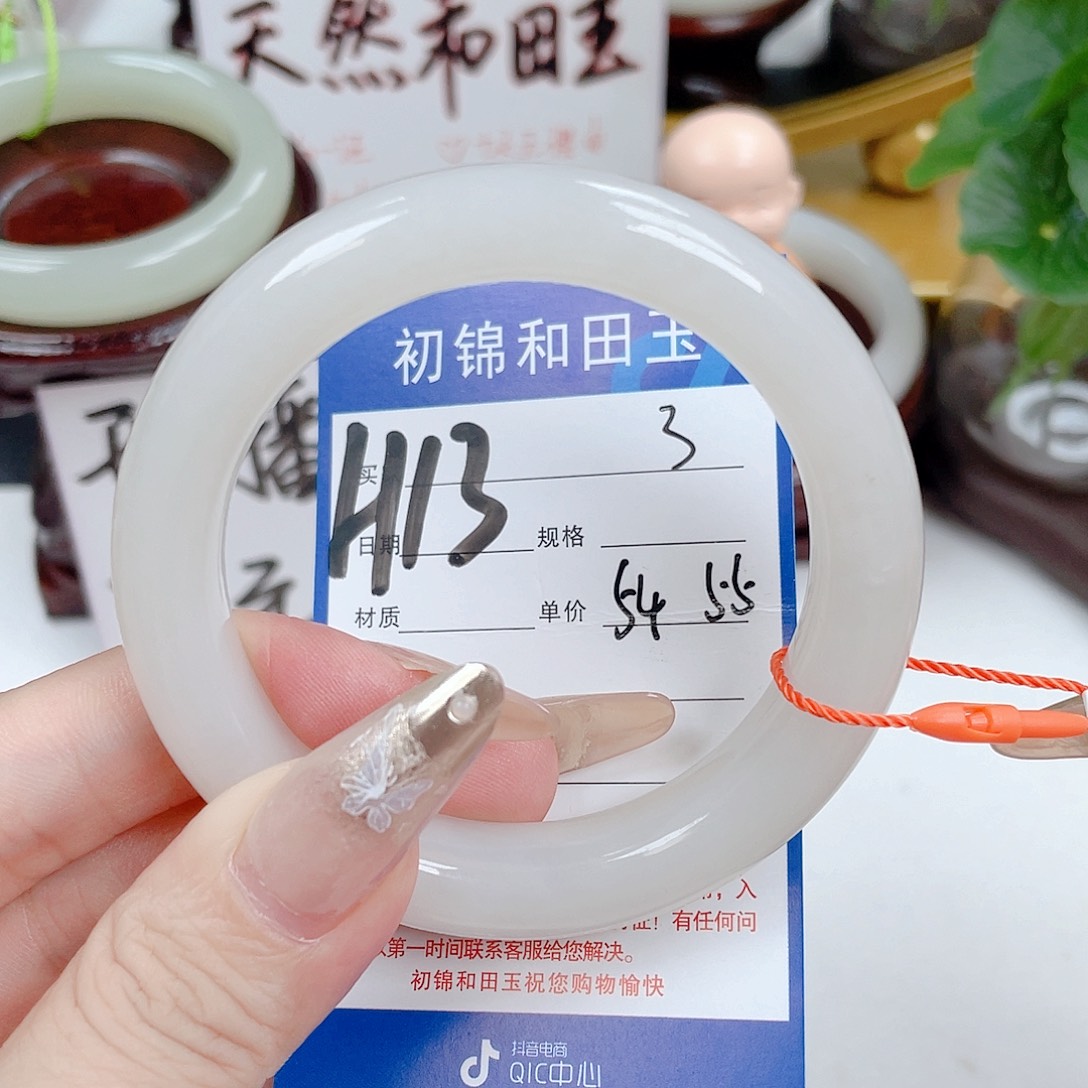 天然和田玉
初锦和田玉
3
H13
日期
规格
材质
单价
54 55
入
证！有任何问
第一时间联系客服给您解决。
初锦和田玉祝您购物愉快
抖音电商
QIC中心